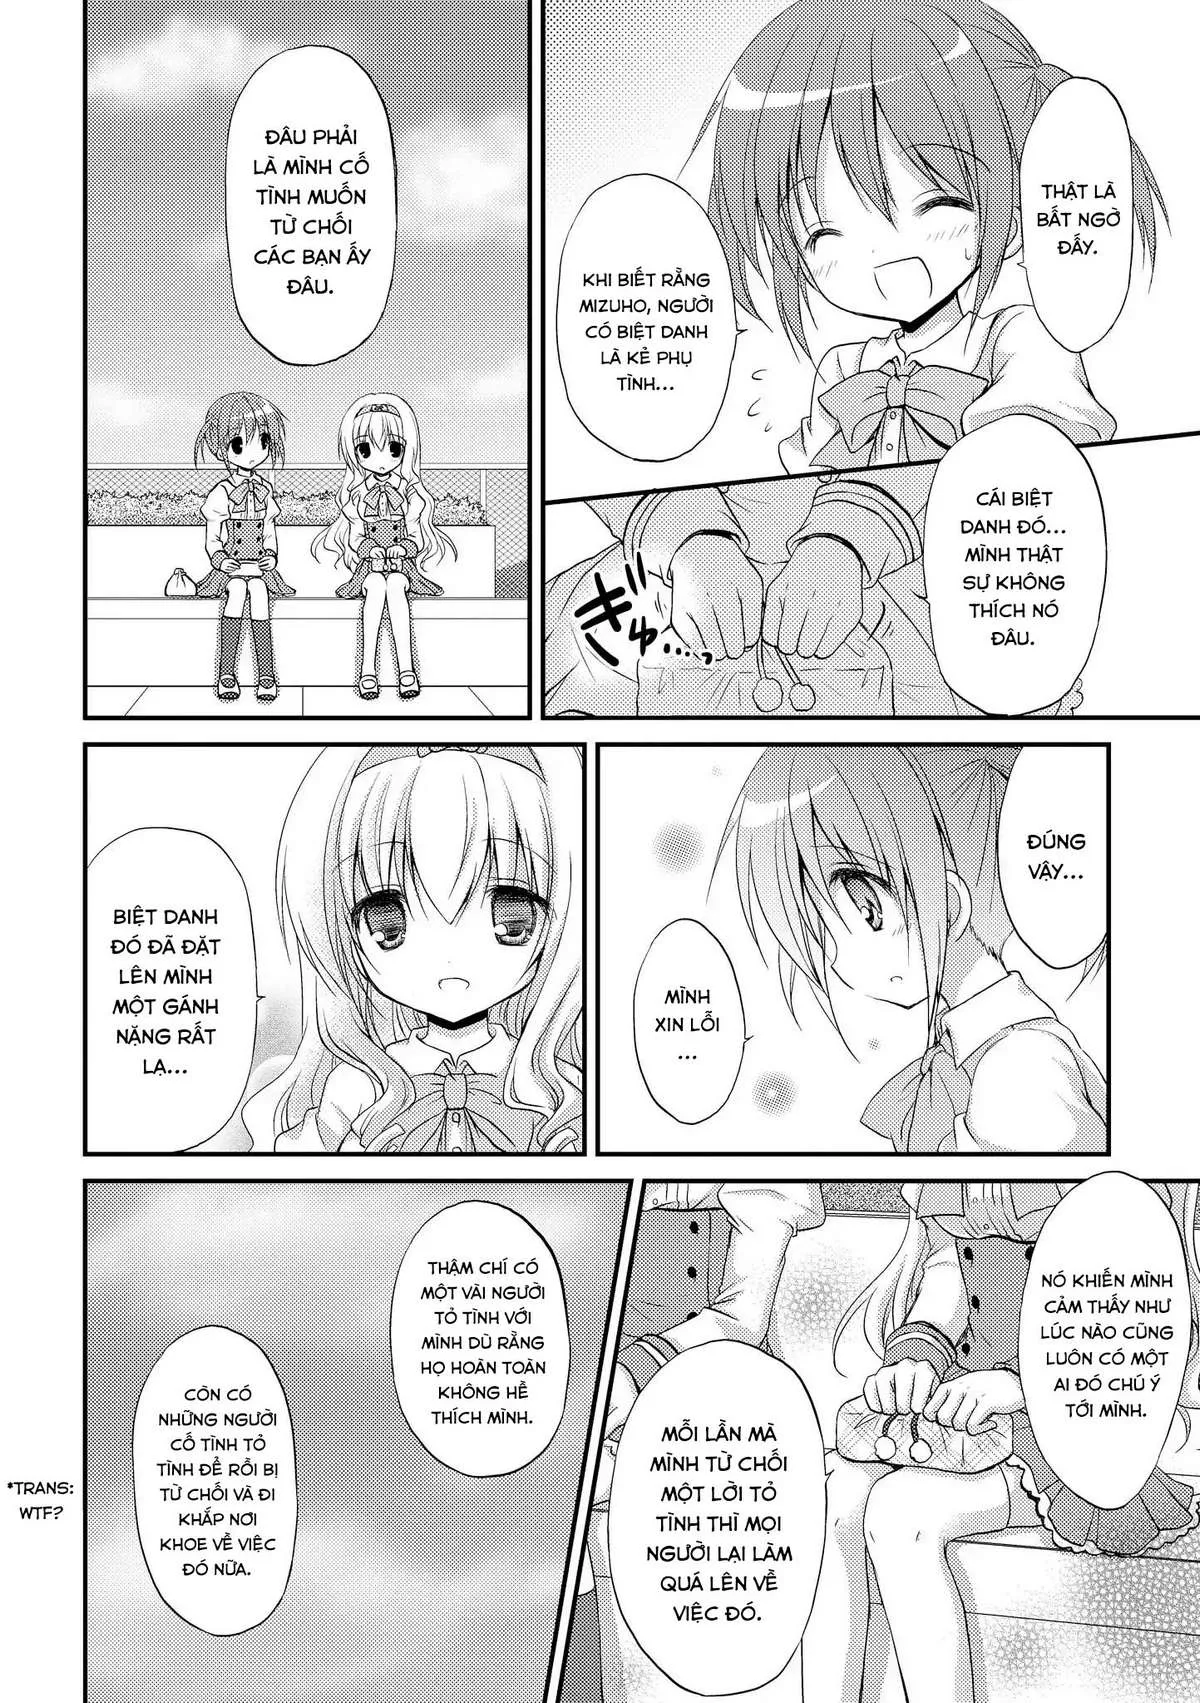 THẬT LÀ
BẤT NGỜ
ĐẤY.
KHI BIẾT RẰNG
MIZUHO, NGƯỜI
CÓ BIỆT DANH
LÀ KẺ PHỤ
TÌNH...
CÁI BIỆT
DANH ĐÓ...
MÌNH THẬT
SỰ KHÔNG
THÍCH NÓ
ĐÂU.
ぎゅ...
ĐÂU PHẢI
LÀ MÌNH CỐ
TÌNH MUỐN
TỪ CHỐI
CÁC BẠN ẤY
ĐÂU.
ĐÚNG
VẬY...
MÌNH
XIN LỖI
...
BIỆT DANH
ĐÓ ĐÃ ĐẶT
LÊN MÌNH
MỘT GÁNH
NẶNG RẤT
LẠ...
NÓ KHIẾN MÌNH
CẢM THẤY NHƯ
LÚC NÀO CŨNG
LUÔN CÓ MỘT
AI ĐÓ CHÚ Ý
TỚI MÌNH.
MỖI LẦN MÀ
MÌNH TỪ CHỐI
MỘT LỜI TỎ
TÌNH THÌ MỌI
NGƯỜI LẠI LÀM
QUÁ LÊN VỀ
VIỆC ĐÓ.
THẬM CHÍ CÓ
MỘT VÀI NGƯỜI
TỎ TÌNH VỚI
MÌNH DÙ RẰNG
HỌ HOÀN TOÀN
KHÔNG HỀ
THÍCH MÌNH.
CÒN CÓ
NHỮNG NGƯỜI
CỐ TÌNH TỎ
TÌNH ĐỂ RỒI BỊ
TỪ CHỐI VÀ ĐI
KHẮP NƠI
KHOE VỀ VIỆC
ĐÓ NỮA.
*TRANS:
WTF?